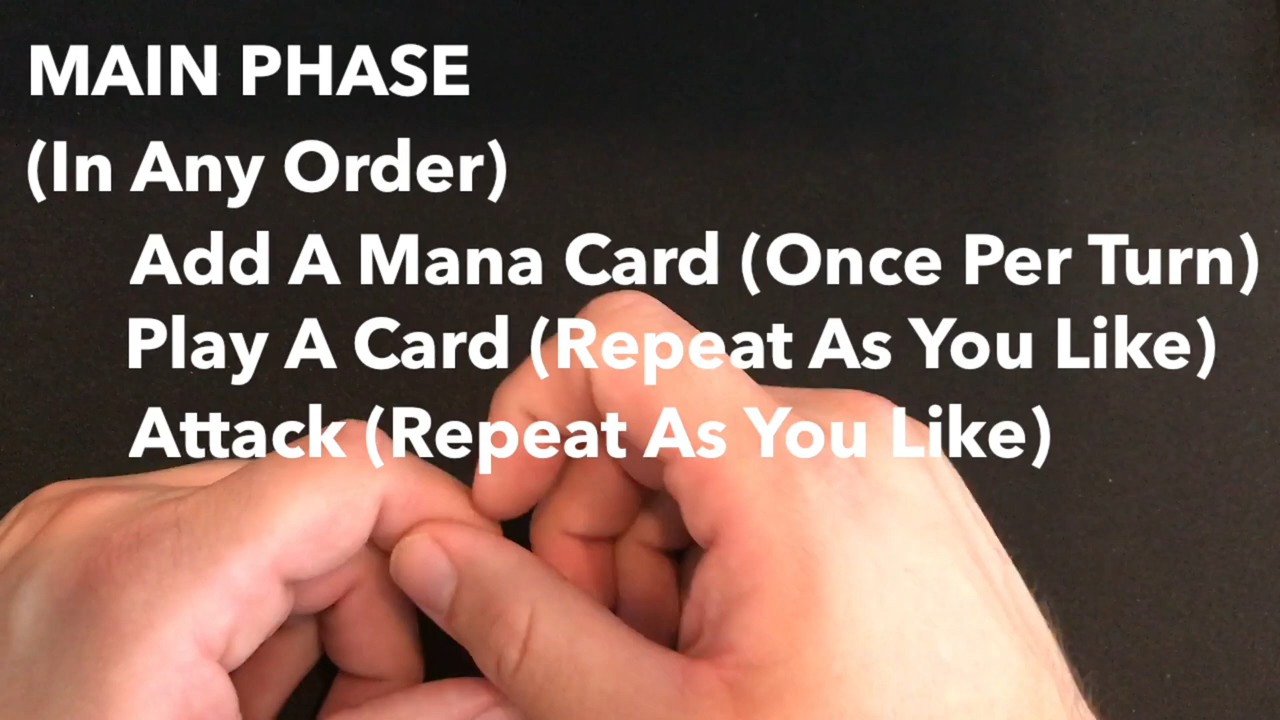 MAIN PHASE
(In Any Order)
Add A Mana Card (Once Per Turn)
Play A Card (Repeat As You Like)
Attack (Repeat As You Like)